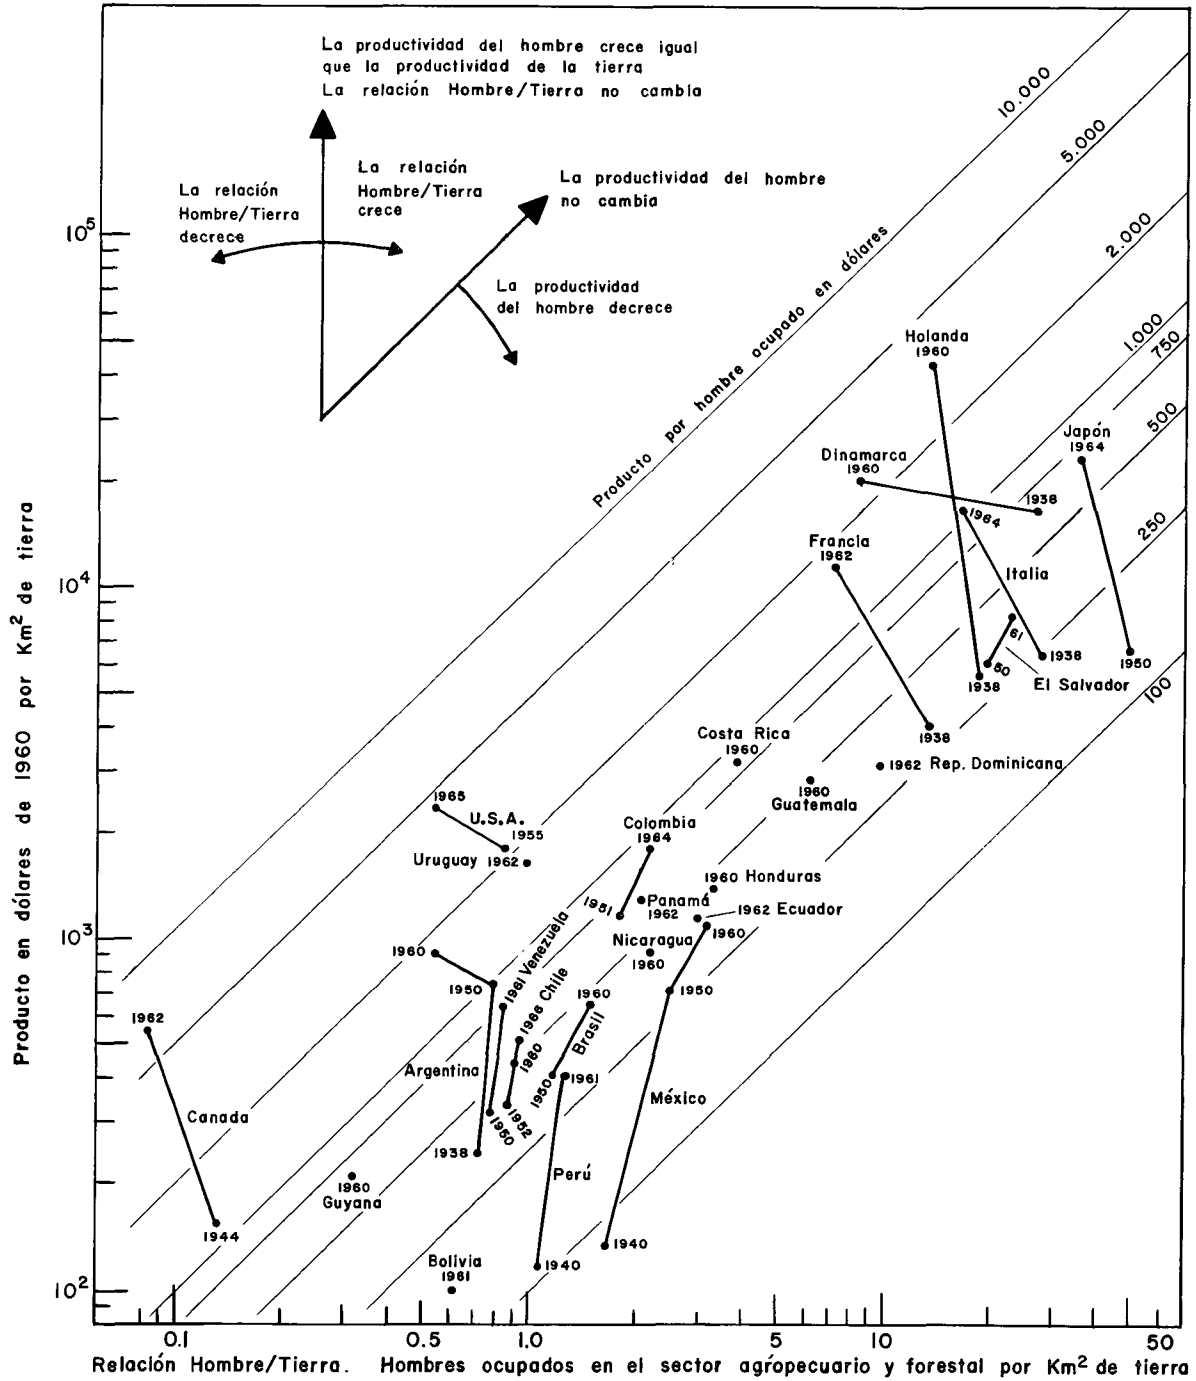 La productividad del hombre crece igual
que la productividad de la tierra
La relación Hombre/Tierra no cambia
La relación
Hombre/Tierra
decrece
La relación
Hombre/Tierra
crece
La productividad del hombre
no cambia
La productividad
del hombre decrece
Producto por hombre ocupado en dólares
10.000
5.000
2.000
1.000
750
500
250
100
Producto en dólares de 1960 por Km² de tierra
10⁵
10⁴
10³
10²
Holanda
1960
1938
Japón
1964
1950
Dinamarca
1960
1938
Francia
1962
1938
1964
Italia
1938
61
50
El Salvador
Costa Rica
1960
1962 Rep. Dominicana
1960
Guatemala
1965
U.S.A.
1955
Uruguay 1962
Colombia
1964
1951
1960 Honduras
Panamá
1962
1962 Ecuador
Nicaragua
1960
1960
1950
México
1940
1960
1950
Argentina
1938
1961 Venezuela
1950
1966 Chile
1960
1952
1960
Brasil
1950
1961
Perú
1940
1962
Canada
1944
1960
Guyana
Bolivia
1961
0.1
0.5
1.0
5
10
50
Relación Hombre/Tierra. Hombres ocupados en el sector agropecuario y forestal por Km² de tierra